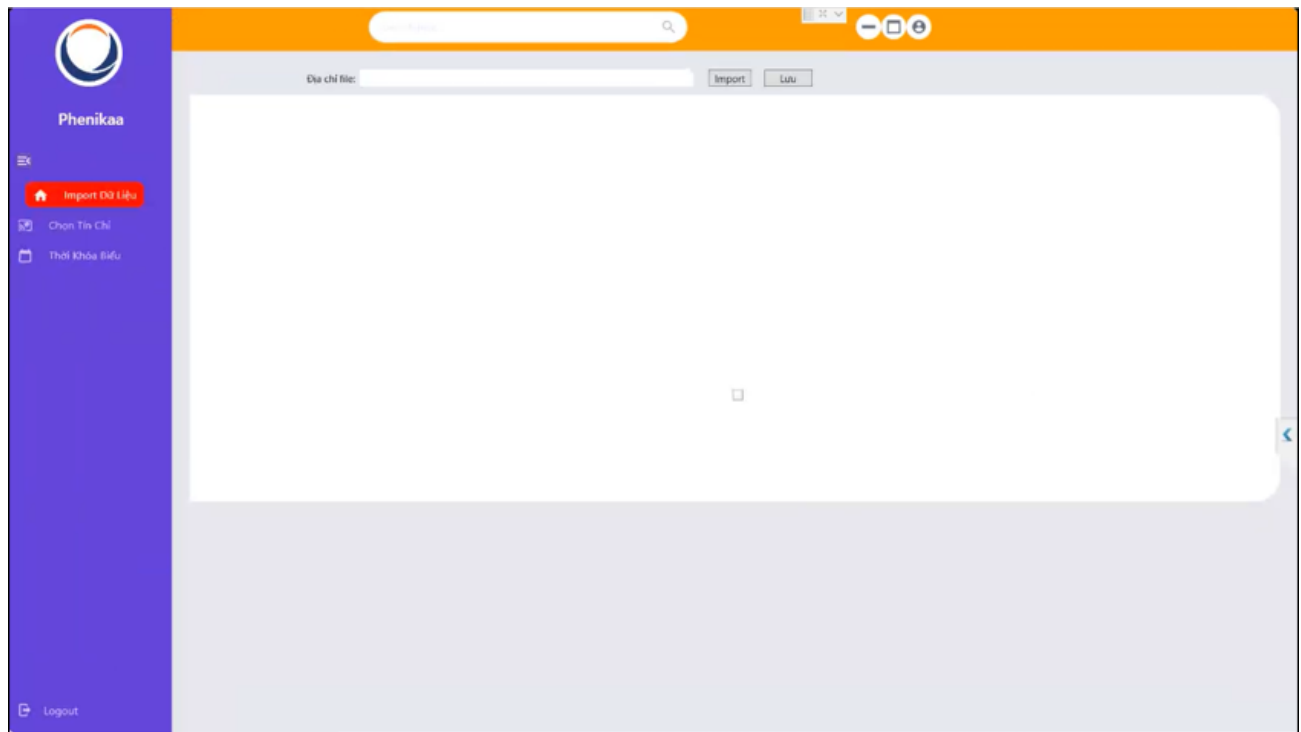 Phenikaa
Địa chỉ file:
Import
Lưu
Import Dữ Liệu
Chọn Tín Chỉ
Thời Khóa Biểu
Logout